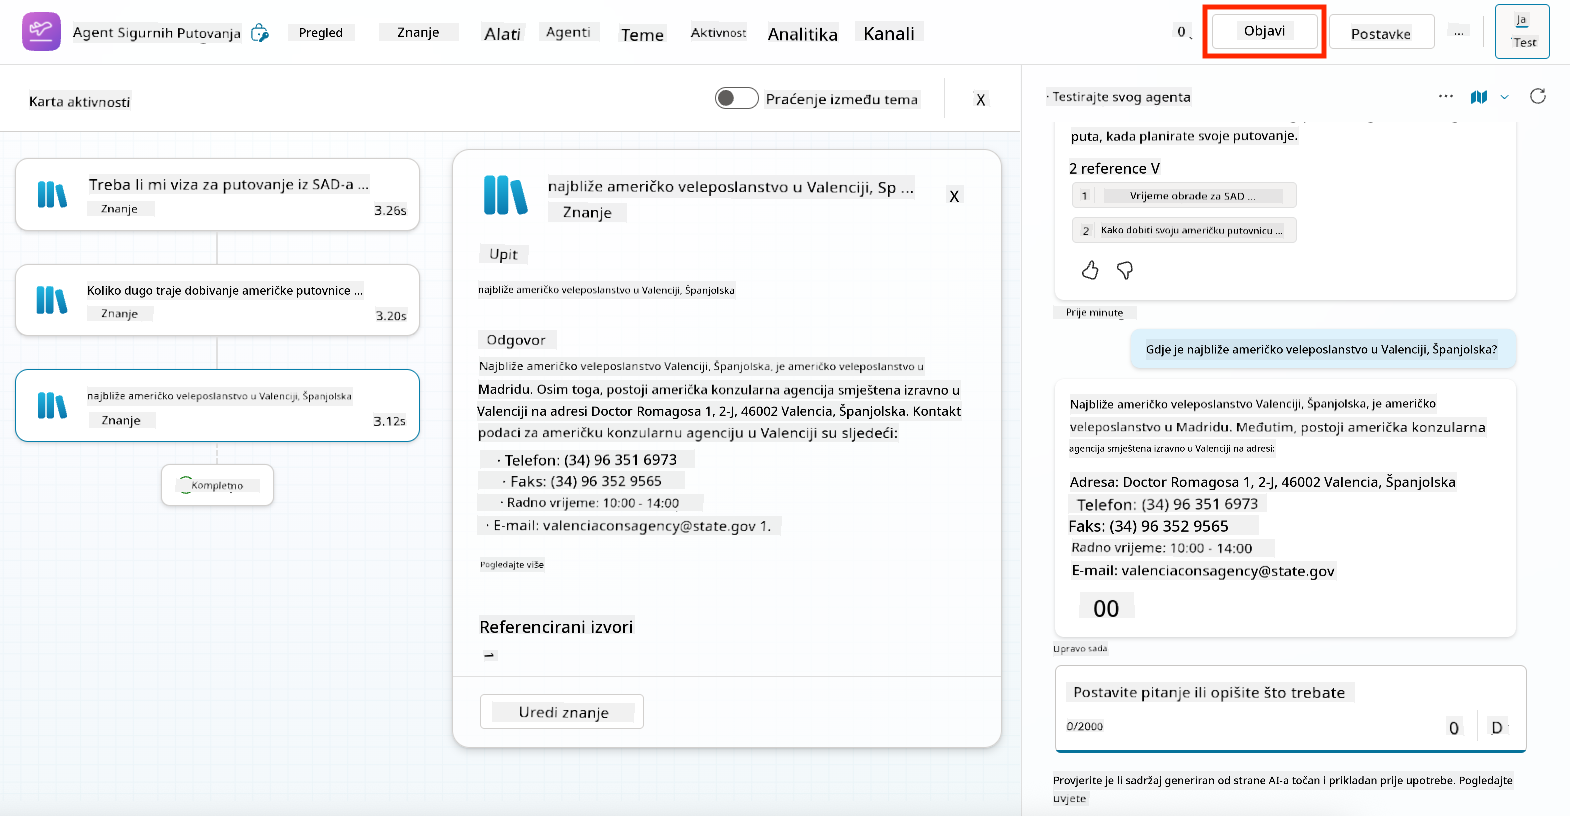 Agent Sigurnih Putovanja
Pregled
Znanje
Alati
Agenti
Teme
Aktivnost
Analitika
Kanali
0
Objavi
Postavke
...
Ja
Test
Karta aktivnosti
Praćenje između tema
X
Treba li mi viza za putovanje iz SAD-a ...
Znanje
3.26s
Koliko dugo traje dobivanje američke putovnice ...
Znanje
3.20s
najbliže američko veleposlanstvo u Valenciji, Španjolska
Znanje
3.12s
Kompletno
najbliže američko veleposlanstvo u Valenciji, Sp ...
Znanje
X
Upit
najbliže američko veleposlanstvo u Valenciji, Španjolska
Odgovor
Najbliže američko veleposlanstvo Valenciji, Španjolska, je američko veleposlanstvo u
Madridu. Osim toga, postoji američka konzularna agencija smještena izravno u
Valenciji na adresi Doctor Romagosa 1, 2-J, 46002 Valencia, Španjolska. Kontakt
podaci za američku konzularnu agenciju u Valenciji su sljedeći:
· Telefon: (34) 96 351 6973
· Faks: (34) 96 352 9565
· Radno vrijeme: 10:00 - 14:00
· E-mail: valenciaconsagency@state.gov 1.
Pogledajte više
Referencirani izvori
Uredi znanje
· Testirajte svog agenta
puta, kada planirate svoje putovanje.
2 reference V
1 Vrijeme obrade za SAD ...
2 Kako dobiti svoju američku putovnicu ...
Prije minute
Gdje je najbliže američko veleposlanstvo u Valenciji, Španjolska?
Najbliže američko veleposlanstvo Valenciji, Španjolska, je američko
veleposlanstvo u Madridu. Međutim, postoji američka konzularna
agencija smještena izravno u Valenciji na adresi:
Adresa: Doctor Romagosa 1, 2-J, 46002 Valencia, Španjolska
Telefon: (34) 96 351 6973
Faks: (34) 96 352 9565
Radno vrijeme: 10:00 - 14:00
E-mail: valenciaconsagency@state.gov
00
Upravo sada
Postavite pitanje ili opišite što trebate
0/2000
0
D
Provjerite je li sadržaj generiran od strane AI-a točan i prikladan prije upotrebe. Pogledajte
uvjete